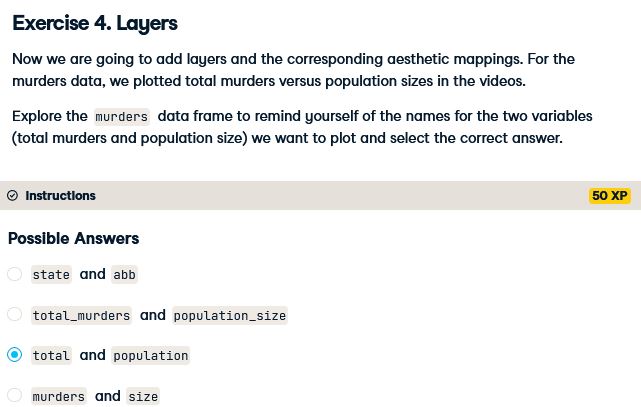 Exercise 4. Layers
Now we are going to add layers and the corresponding aesthetic mappings. For the
murders data, we plotted total murders versus population sizes in the videos.
Explore the murders data frame to remind yourself of the names for the two variables
(total murders and population size) we want to plot and select the correct answer.
Instructions 50 XP
Possible Answers
state and abb
total_murders and population_size
total and population
murders and size